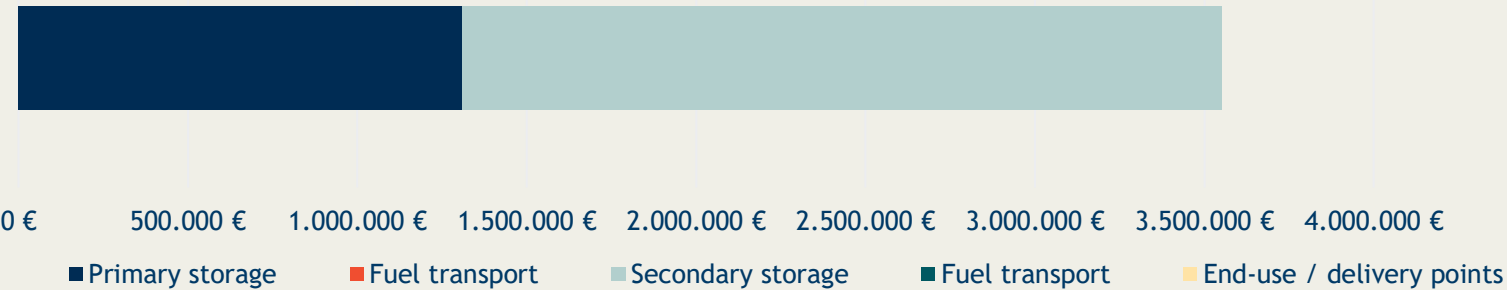 0 € 500.000 € 1.000.000 € 1.500.000 € 2.000.000 € 2.500.000 € 3.000.000 € 3.500.000 € 4.000.000 €
Primary storage Fuel transport Secondary storage Fuel transport End-use / delivery points